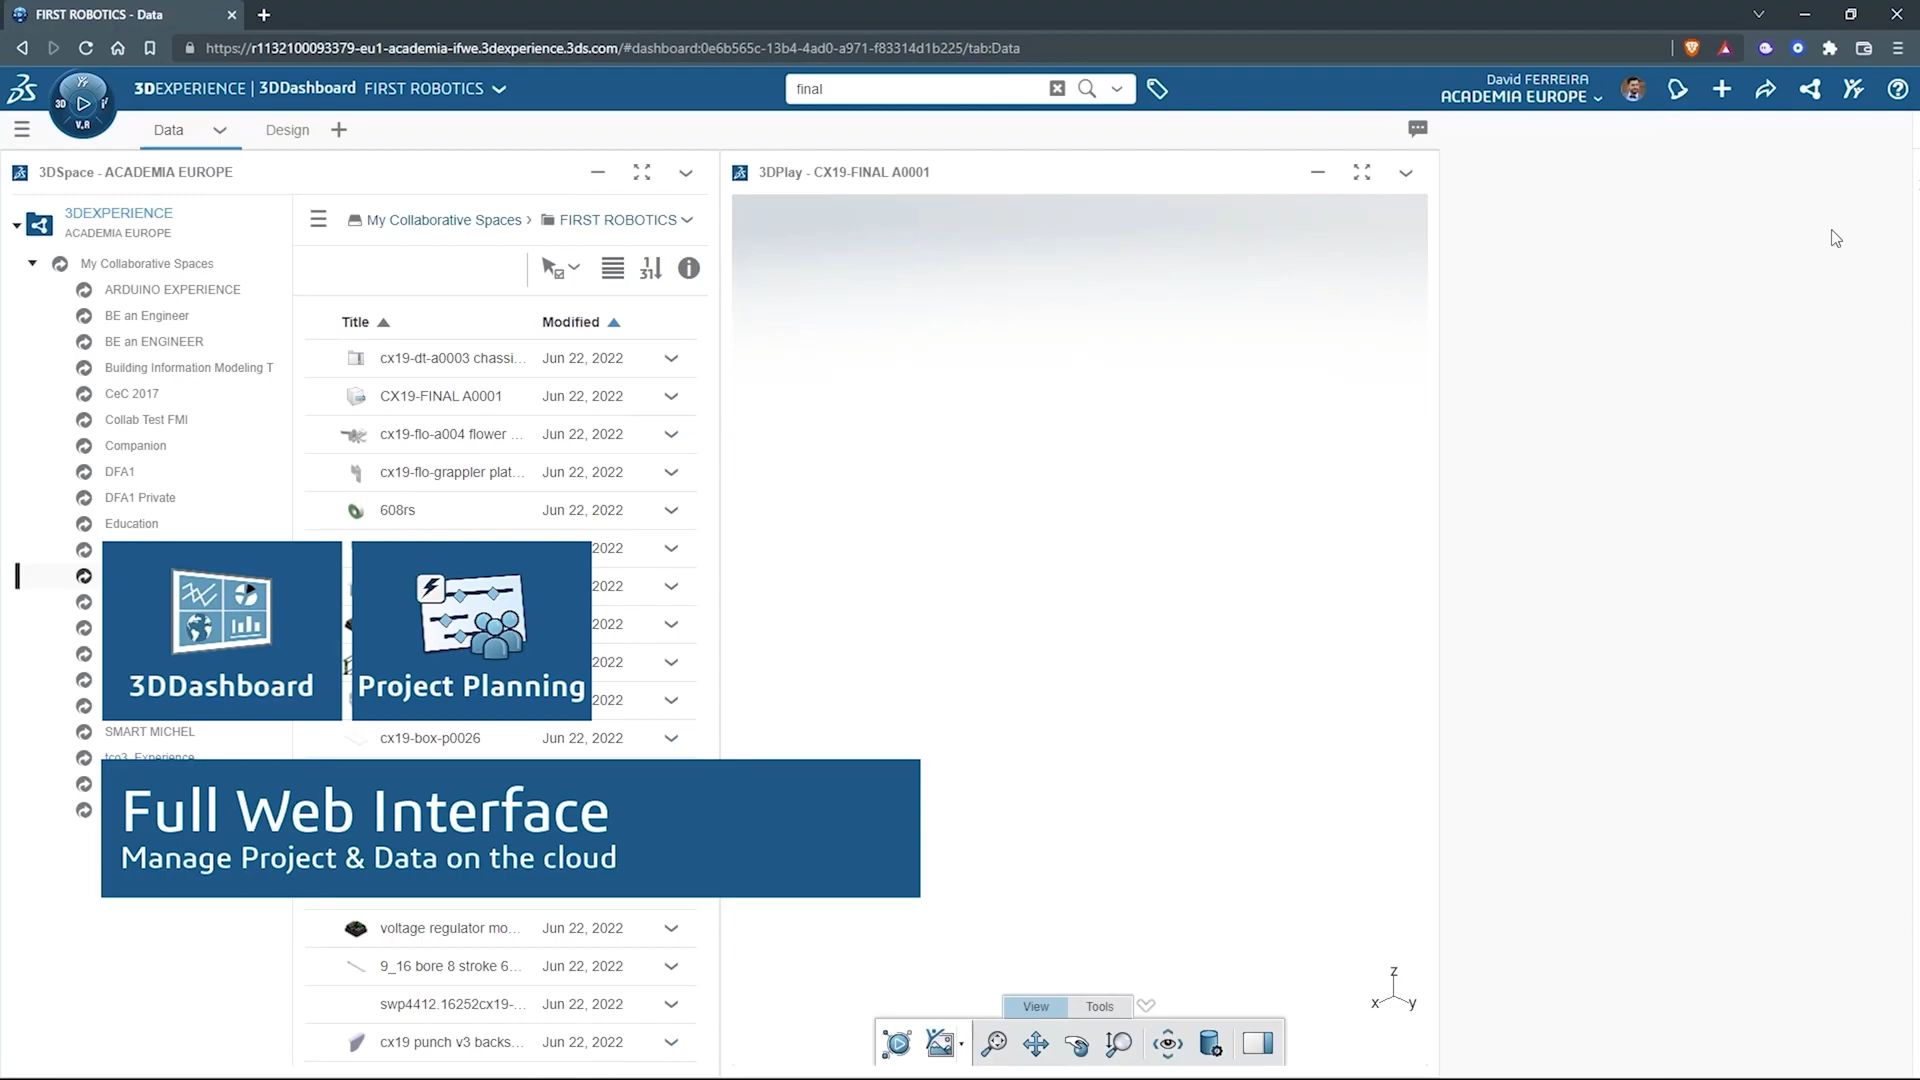 FIRST ROBOTICS - Data
https://r1132100093379-eu1-academia-ifwe.3dexperience.3ds.com/#dashboard:0e6b565c-13b4-4ad0-a971-f83314d1b225/tab:Data
3DEXPERIENCE | 3DDashboard FIRST ROBOTICS
final
David FERREIRA
ACADEMIA EUROPE
3D
V.R
Data
Design
3DSpace - ACADEMIA EUROPE
3DPlay - CX19-FINAL A0001
3DEXPERIENCE
ACADEMIA EUROPE
My Collaborative Spaces
ARDUINO EXPERIENCE
BE an Engineer
BE an ENGINEER
Building Information Modeling T
CeC 2017
Collab Test FMI
Companion
DFA1
DFA1 Private
Education
SMART MICHEL
tco3_Experience
My Collaborative Spaces › FIRST ROBOTICS
Title Modified
cx19-dt-a0003 chassi... Jun 22, 2022
CX19-FINAL A0001 Jun 22, 2022
cx19-flo-a004 flower ... Jun 22, 2022
cx19-flo-grappler plat... Jun 22, 2022
608rs Jun 22, 2022
2022
2022
2022
2022
2022
cx19-box-p0026 Jun 22, 2022
voltage regulator mo... Jun 22, 2022
9_16 bore 8 stroke 6... Jun 22, 2022
swp4412.16252cx19-... Jun 22, 2022
cx19 punch v3 backs... Jun 22, 2022
3DDashboard
Project Planning
Full Web Interface
Manage Project & Data on the cloud
z
x
y
View
Tools